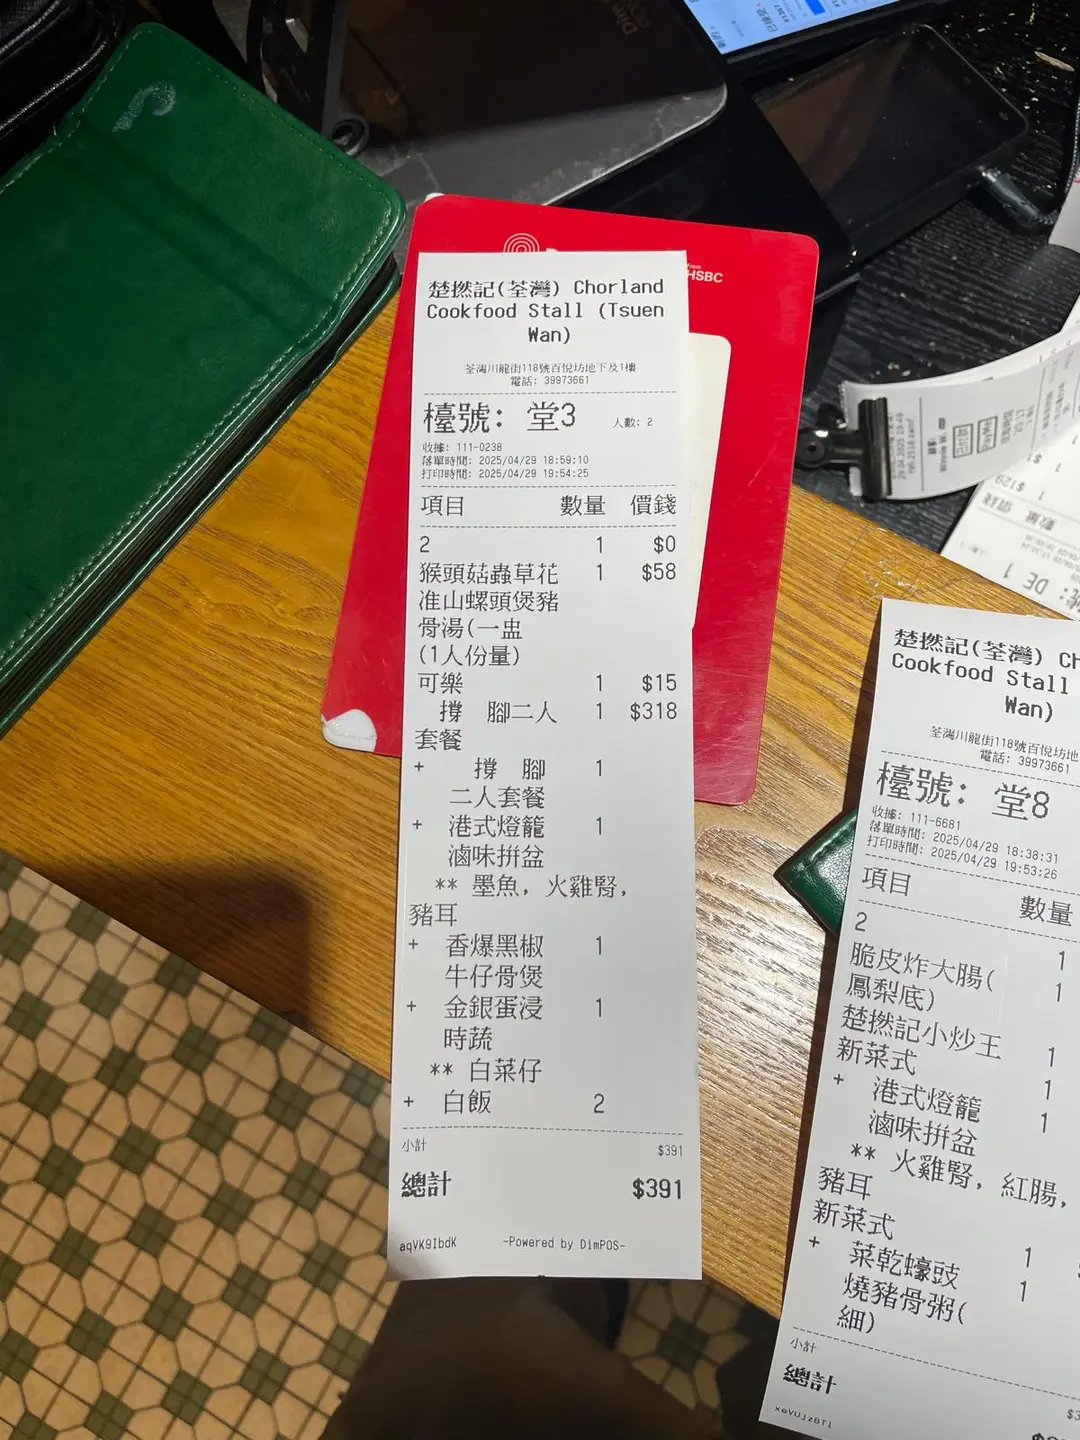 HSBC
楚撚記(荃灣) Chorland
Cookfood Stall (Tsuen
Wan)
荃灣川龍街118號百悅坊地下及1樓
電話: 39973661
檯號: 堂3 人數: 2
收據: 111-0238
落單時間: 2025/04/29 18:59:10
打印時間: 2025/04/29 19:54:25
項目 數量 價錢
2 1 $0
猴頭菇蟲草花 1 $58
准山螺頭煲豬
骨湯(一盅
(1人份量)
可樂 1 $15
撐 腳二人 1 $318
套餐
+ 撐 腳 1
二人套餐
+ 港式燈籠 1
滷味拼盆
** 墨魚, 火雞腎,
豬耳
+ 香爆黑椒 1
牛仔骨煲
+ 金銀蛋浸 1
時蔬
** 白菜仔
+ 白飯 2
小計 $391
總計 $391
aqVK9IbdK -Powered by DimPOS-
楚撚記(荃灣)
Cookfood Stall
Wan)
荃灣川龍街118號百悅坊地
電話: 39973661
檯號: 堂8
收據: 111-6681
落單時間: 2025/04/29 18:38:31
打印時間: 2025/04/29 19:53:26
項目 數量
2 1
脆皮炸大腸( 1
鳳梨底)
楚撚記小炒王 1
新菜式 1
+ 港式燈籠 1
滷味拼盆
** 火雞腎, 紅腸,
豬耳
新菜式 1
+ 菜乾蠔豉 1
燒豬骨粥(
細)
小計
總計
數量 價錢
1 $129
DE 1